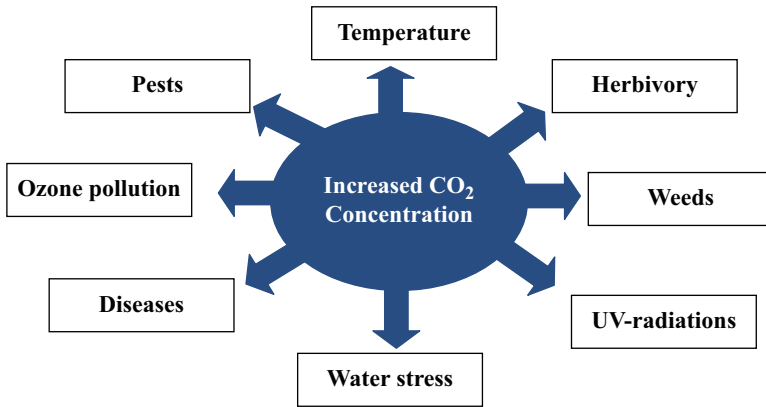 Temperature
Pests
Herbivory
Ozone pollution
Increased CO₂
Concentration
Weeds
Diseases
UV-radiations
Water stress